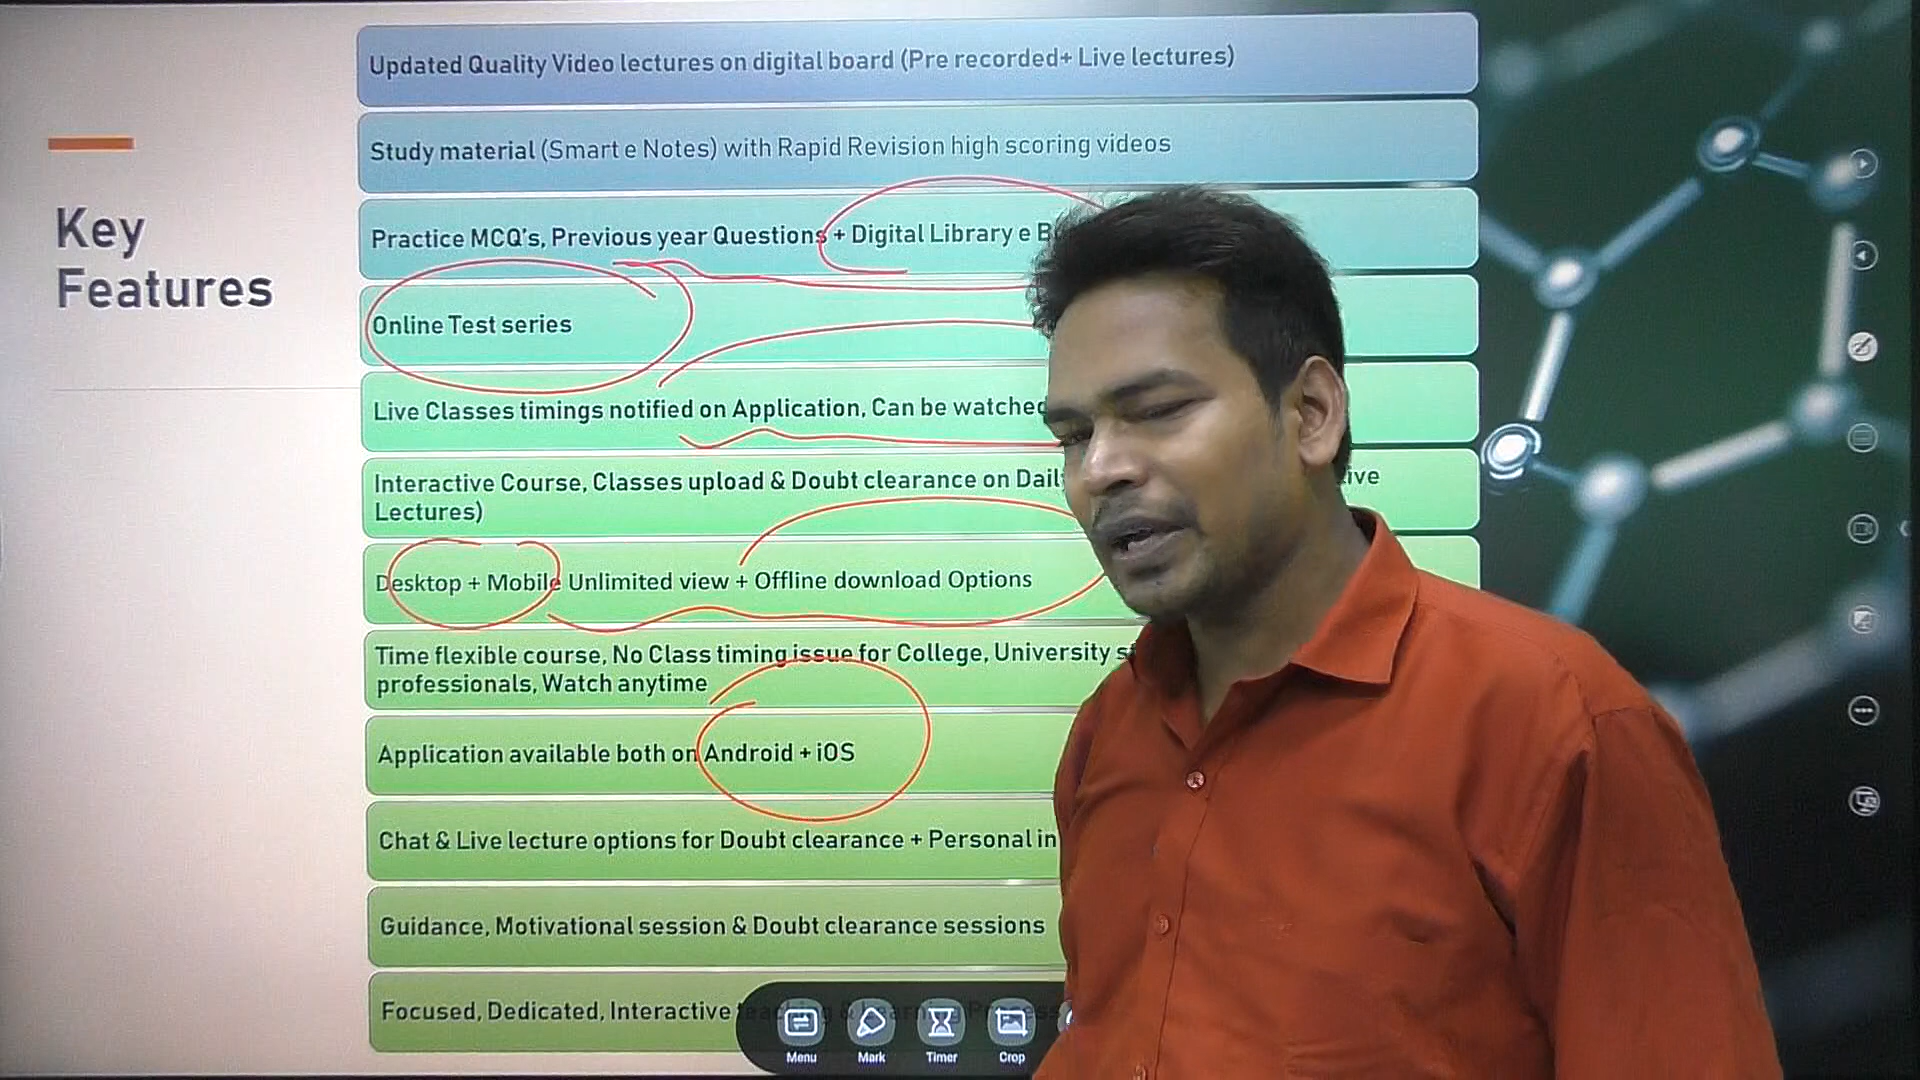 Key
Features
Updated Quality Video lectures on digital board (Pre recorded+ Live lectures)
Study material (Smart e Notes) with Rapid Revision high scoring videos
Practice MCQ's, Previous year Questions + Digital Library e
Online Test series
Live Classes timings notified on Application, Can be watched
Interactive Course, Classes upload & Doubt clearance on
Lectures)
Desktop + Mobile Unlimited view + Offline download Options
Time flexible course, No Class timing issue for College, University
professionals, Watch anytime
Application available both on Android + iOS
Chat & Live lecture options for Doubt clearance + Personal
Guidance, Motivational session & Doubt clearance sessions
Focused, Dedicated, Interactive
Menu Mark Timer Crop